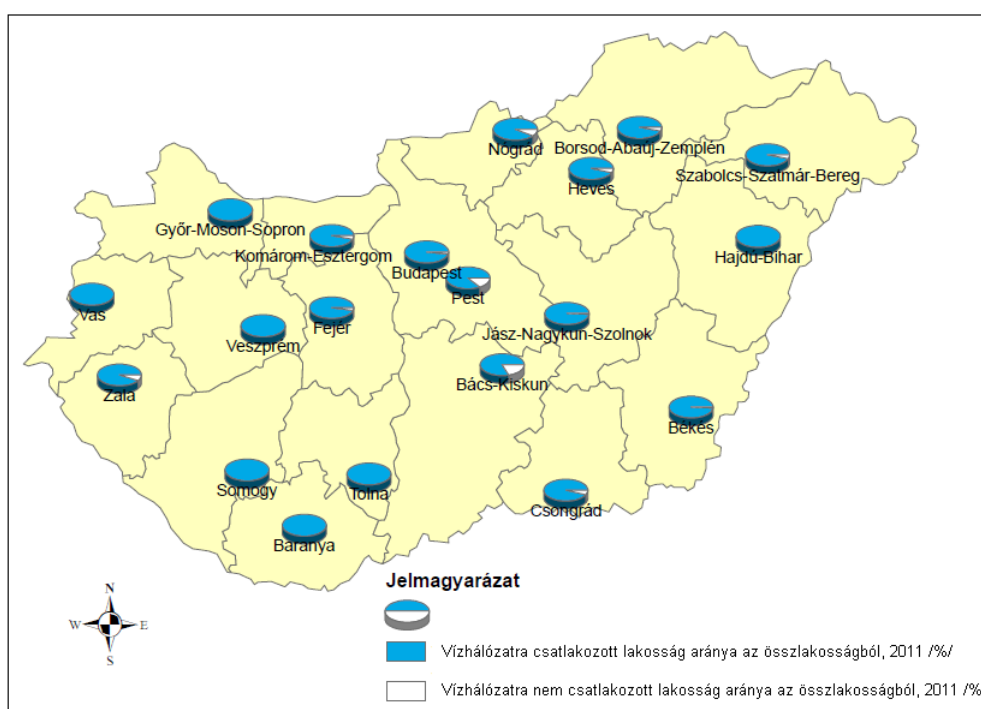 Nógrád
Borsod-Abaúj-Zemplén
Heves
Szabolcs-Szatmár-Bereg
Győr-Moson-Sopron
Komárom-Esztergom
Budapest
Hajdú-Bihar
Pest
Vas
Fejér
Veszprém
Jász-Nagykun-Szolnok
Bács-Kiskun
Zala
Békés
Somogy
Tolna
Csongrád
Baranya
Jelmagyarázat
N
W E
S
Vízhálózatra csatlakozott lakosság aránya az összlakosságból, 2011 /%/
Vízhálózatra nem csatlakozott lakosság aránya az összlakosságból, 2011 /%